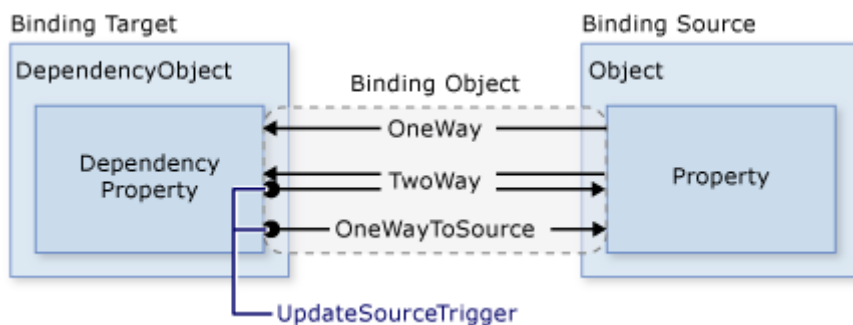 Binding Target
Binding Source
DependencyObject
Object
Binding Object
OneWay
Dependency
Property
TwoWay
Property
OneWayToSource
UpdateSourceTrigger